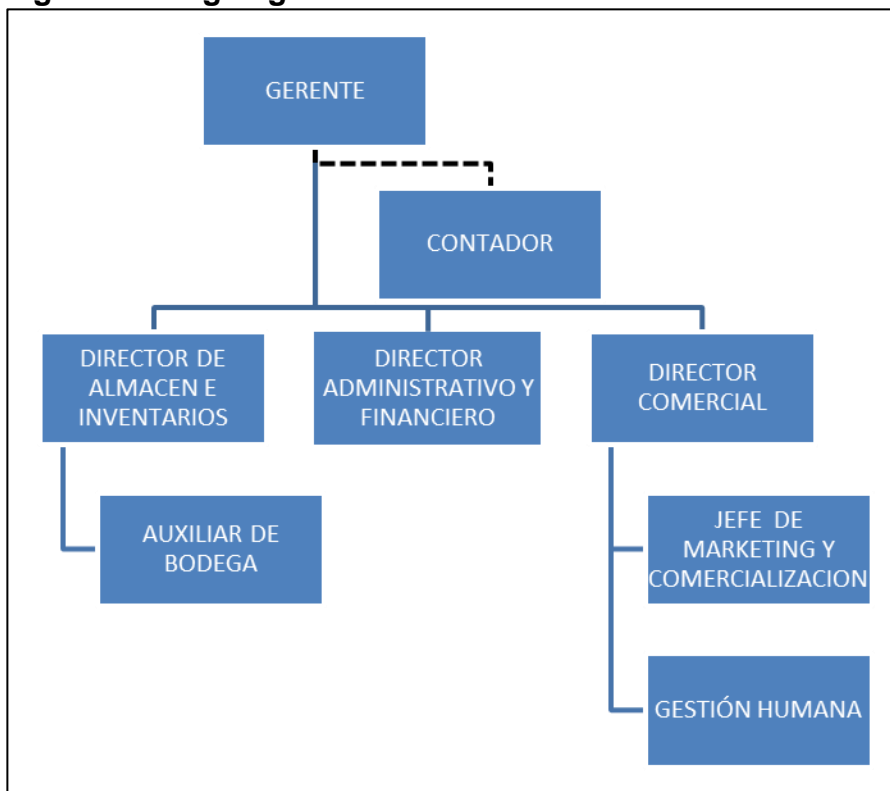 GERENTE
CONTADOR
DIRECTOR DE
ALMACEN E
INVENTARIOS
DIRECTOR
ADMINISTRATIVO Y
FINANCIERO
DIRECTOR
COMERCIAL
AUXILIAR DE
BODEGA
JEFE DE
MARKETING Y
COMERCIALIZACION
GESTIÓN HUMANA